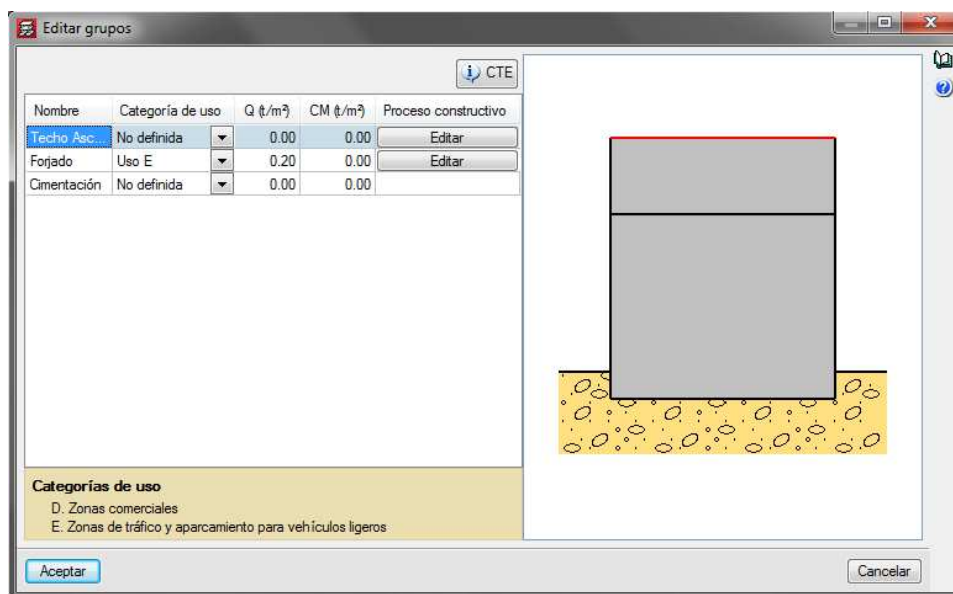 Editar grupos
CTE
Nombre Categoría de uso Q (t/m²) CM (t/m²) Proceso constructivo
Techo Asc... No definida 0.00 0.00 Editar
Forjado Uso E 0.20 0.00 Editar
Cimentación No definida 0.00 0.00
Categorías de uso
D. Zonas comerciales
E. Zonas de tráfico y aparcamiento para vehículos ligeros
Aceptar Cancelar